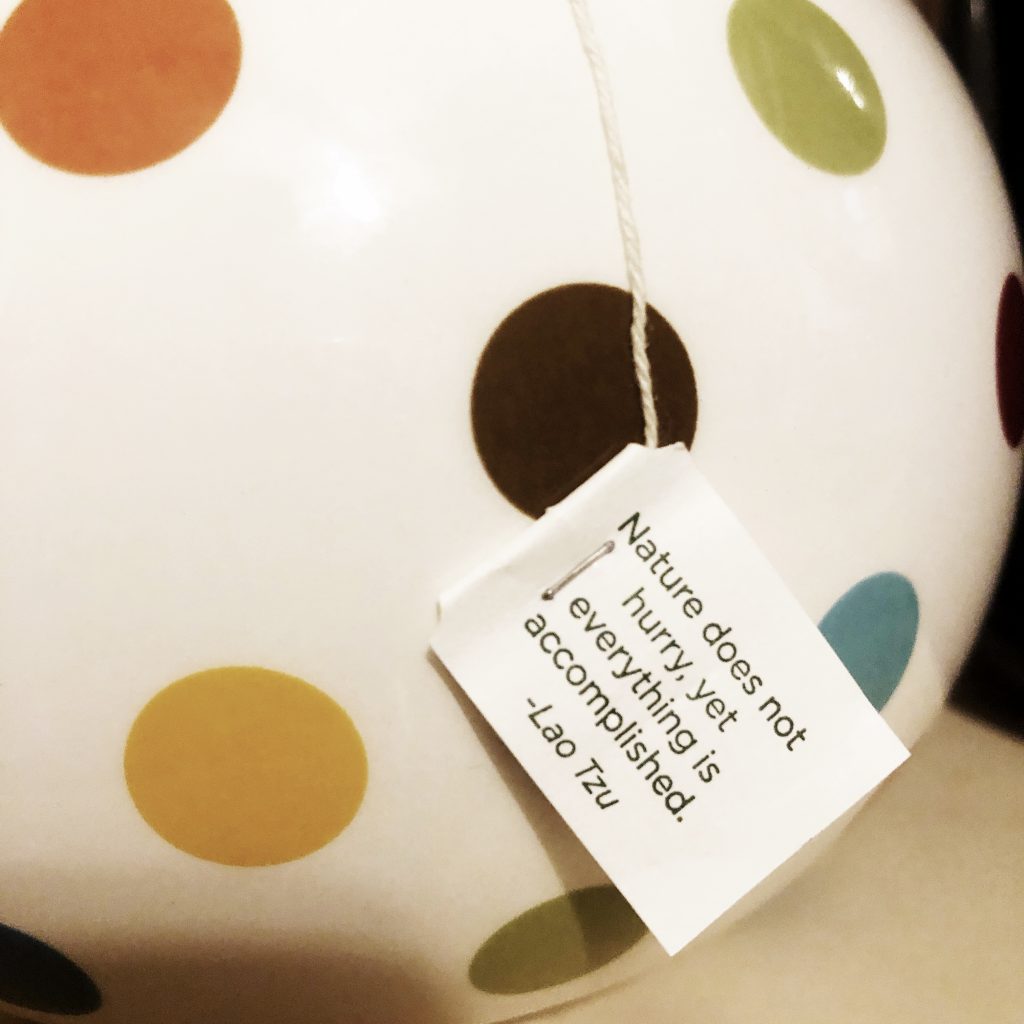 Nature does not
hurry, yet
everything is
accomplished.
-Lao Tzu